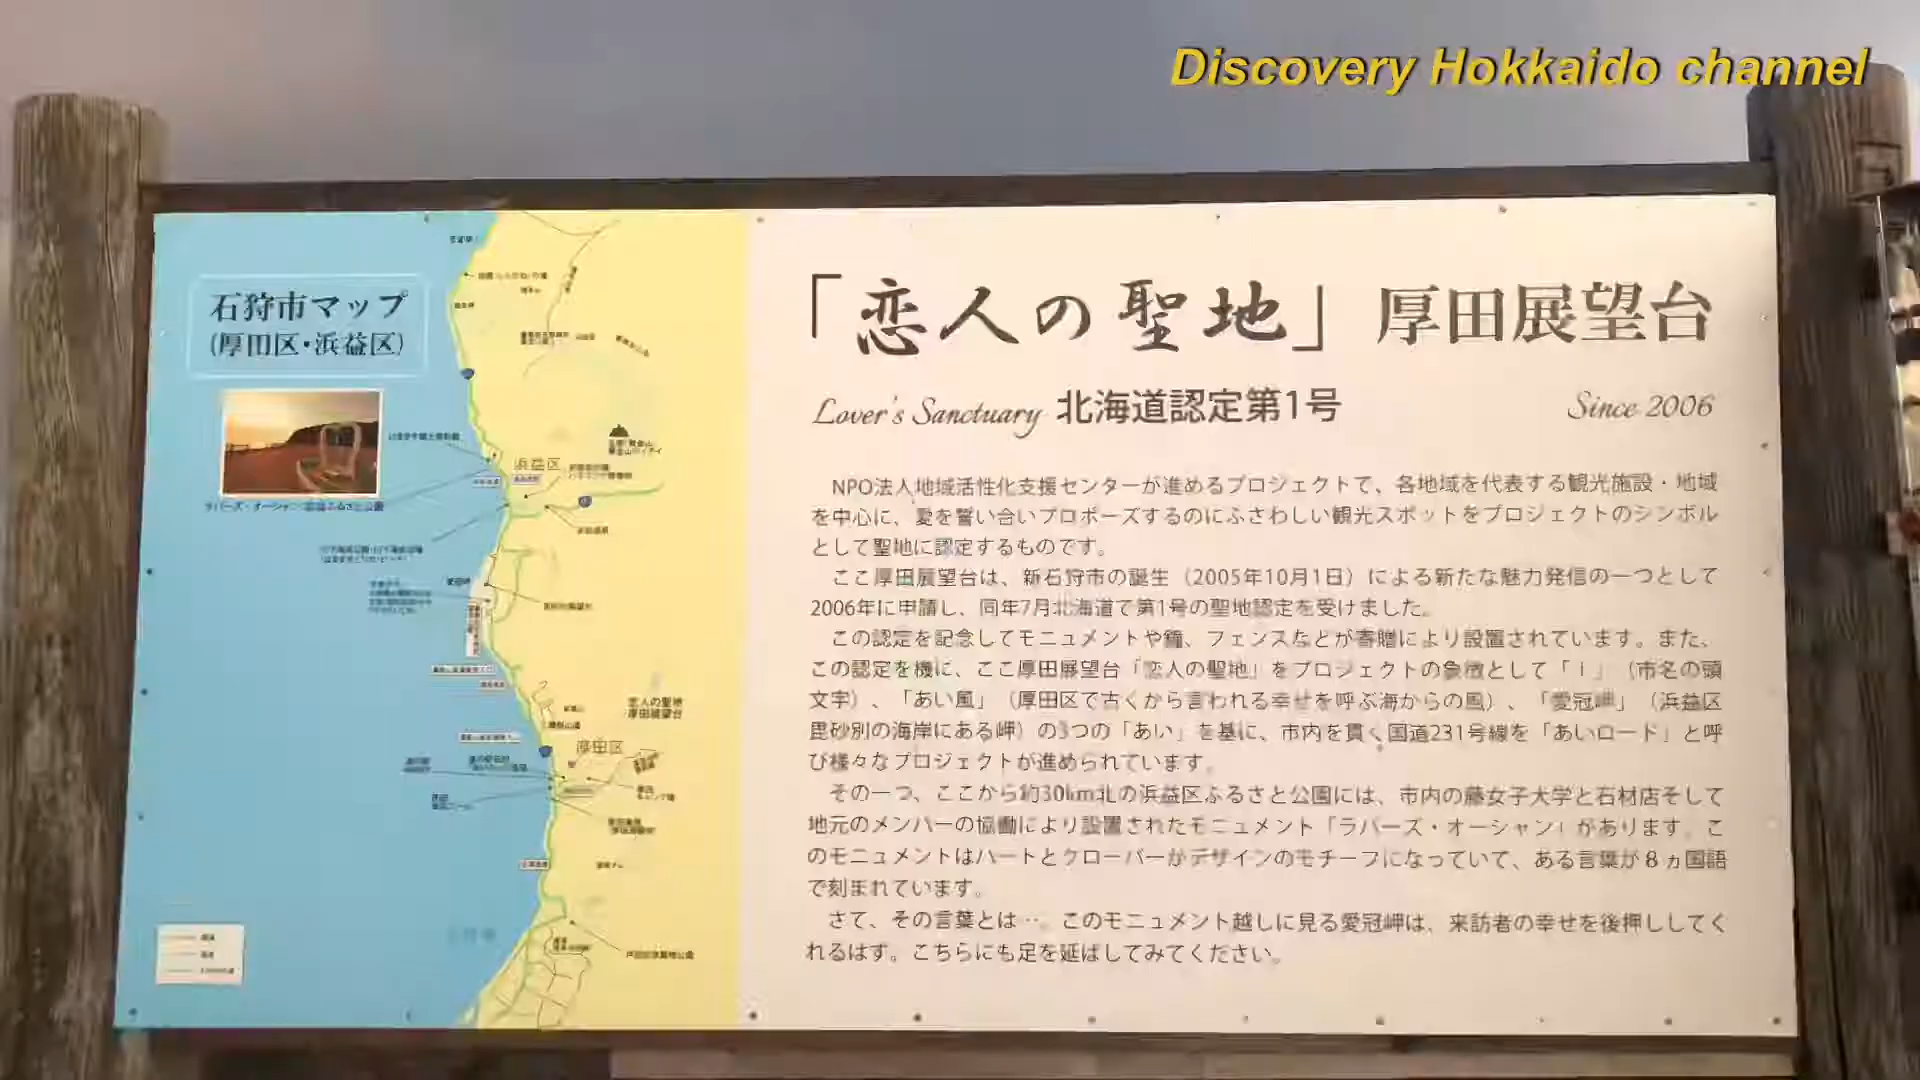 Discovery Hokkaido channel
石狩市マップ
(厚田区・浜益区)
浜益区
恋人の聖地
厚田展望台
厚田区
「恋人の聖地」厚田展望台
Lover's Sanctuary 北海道認定第1号
Since 2006
NPO法人地域活性化支援センターが進めるプロジェクトで、各地域を代表する観光施設・地域
を中心に、愛を誓い合いプロポーズするのにふさわしい観光スポットをプロジェクトのシンボル
として聖地に認定するものです。
ここ厚田展望台は、新石狩市の誕生（2005年10月1日）による新たな魅力発信の一つとして
2006年に申請し、同年7月北海道で第1号の聖地認定を受けました。
この認定を記念してモニュメントや鐘、フェンスなどが寄贈により設置されています。また、
この認定を機に、ここ厚田展望台「恋人の聖地」をプロジェクトの象徴として「I」（市名の頭
文字）、「あい風」（厚田区で古くから言われる幸せを呼ぶ海からの風）、「愛冠岬」（浜益区
毘砂別の海岸にある岬）の3つの「あい」を基に、市内を貫く国道231号線を「あいロード」と呼
び様々なプロジェクトが進められています。
その一つ、ここから約30km北の浜益区ふるさと公園には、市内の藤女子大学と石材店そして
地元のメンバーの協働により設置されたモニュメント「ラバーズ・オーシャン」があります。こ
のモニュメントはハートとクローバーがデザインのモチーフになっていて、ある言葉が８ヵ国語
で刻まれています。
さて、その言葉とは…。このモニュメント越しに見る愛冠岬は、来訪者の幸せを後押ししてく
れるはず。こちらにも足を延ばしてみてください。